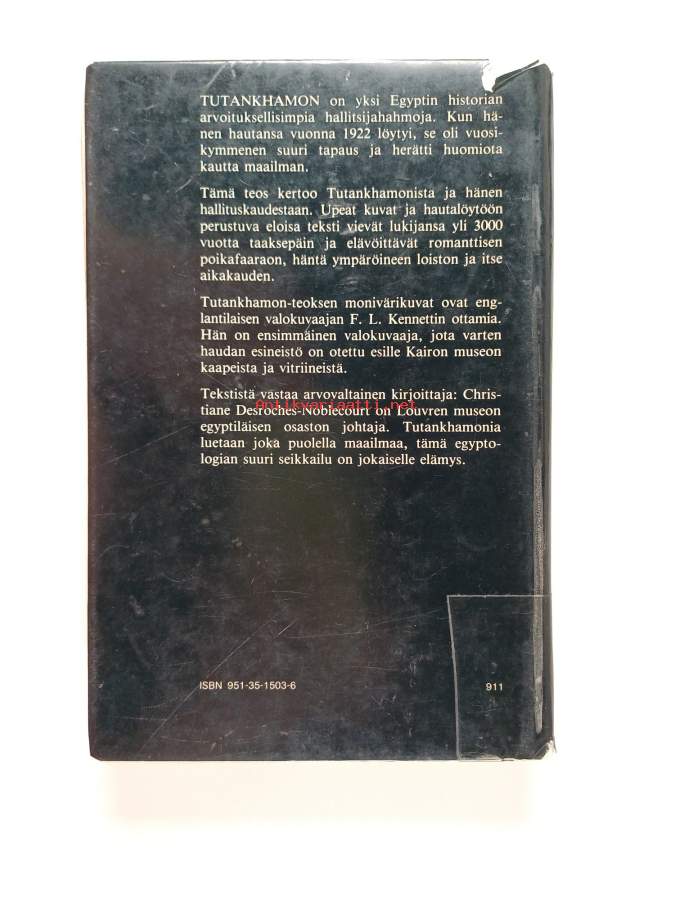 TUTANKHAMON on yksi Egyptin historian
arvoituksellisimpia hallitsijahahmoja. Kun hä-
nen hautansa vuonna 1922 löytyi, se oli vuosi-
kymmenen suuri tapaus ja herätti huomiota
kautta maailman.
Tämä teos kertoo Tutankhamonista ja hänen
hallituskaudestaan. Upeat kuvat ja hautalöytöön
perustuva eloisa teksti vievät lukijansa yli 3000
vuotta taaksepäin ja elävöittävät romanttisen
poikafaaraon, häntä ympäröineen loiston ja itse
aikakauden.
Tutankhamon-teoksen monivärikuvat ovat eng-
lantilaisen valokuvaajan F. L. Kennettin ottamia.
Hän on ensimmäinen valokuvaaja, jota varten
haudan esineistö on otettu esille Kairon museon
kaapeista ja vitriineistä.
Tekstistä vastaa arvovaltainen kirjoittaja: Chris-
Antikvariaatti.net
tiane Desroches-Noblecourt on Louvren museon
egyptiläisen osaston johtaja. Tutankhamonia
luetaan joka puolella maailmaa, tämä egypto-
logian suuri seikkailu on jokaiselle elämys.
ISBN 951-35-1503-6
911